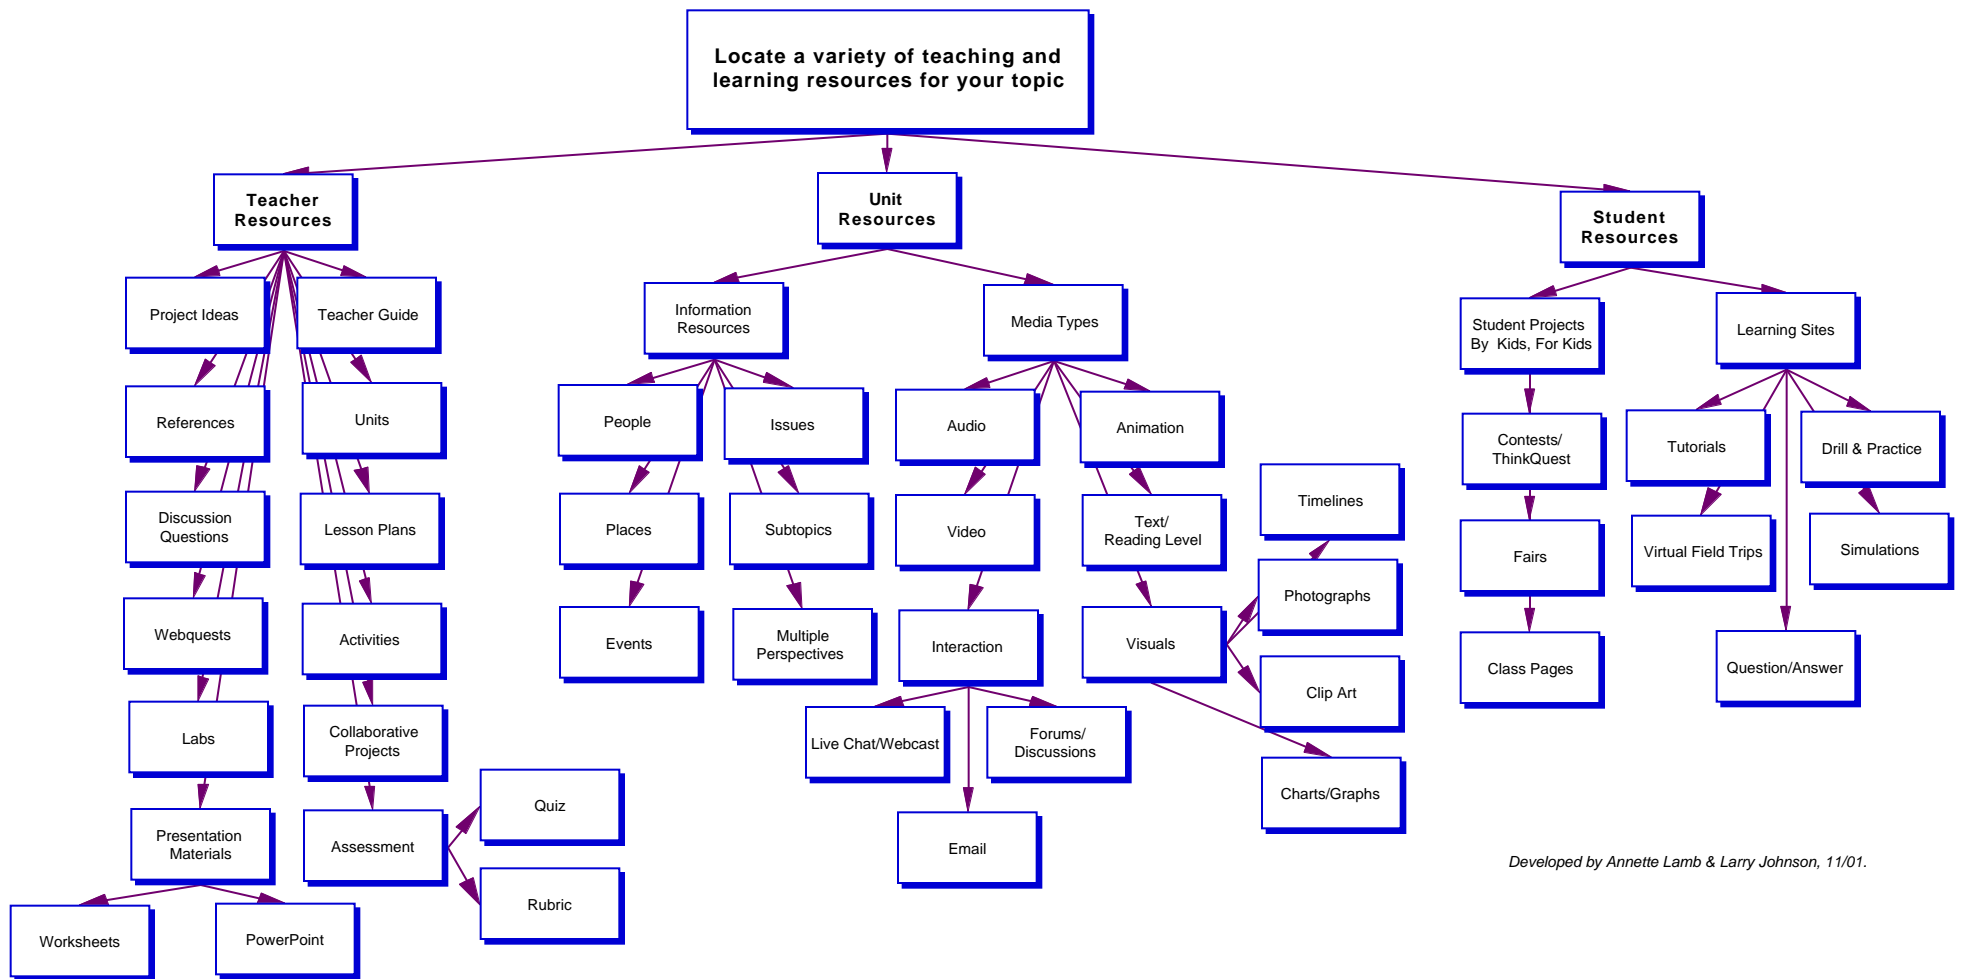 Locate a variety of teaching and
learning resources for your topic
Teacher
Resources
Unit
Resources
Student
Resources
Project Ideas
Teacher Guide
References
Units
Discussion
Questions
Lesson Plans
Webquests
Activities
Labs
Collaborative
Projects
Presentation
Materials
Assessment
Quiz
Rubric
Worksheets
PowerPoint
Information
Resources
Media Types
People
Issues
Places
Subtopics
Events
Multiple
Perspectives
Audio
Animation
Video
Text/
Reading Level
Interaction
Visuals
Timelines
Photographs
Clip Art
Charts/Graphs
Live Chat/Webcast
Forums/
Discussions
Email
Student Projects
By Kids, For Kids
Learning Sites
Contests/
ThinkQuest
Fairs
Class Pages
Tutorials
Drill & Practice
Virtual Field Trips
Simulations
Question/Answer
Developed by Annette Lamb & Larry Johnson, 11/01.